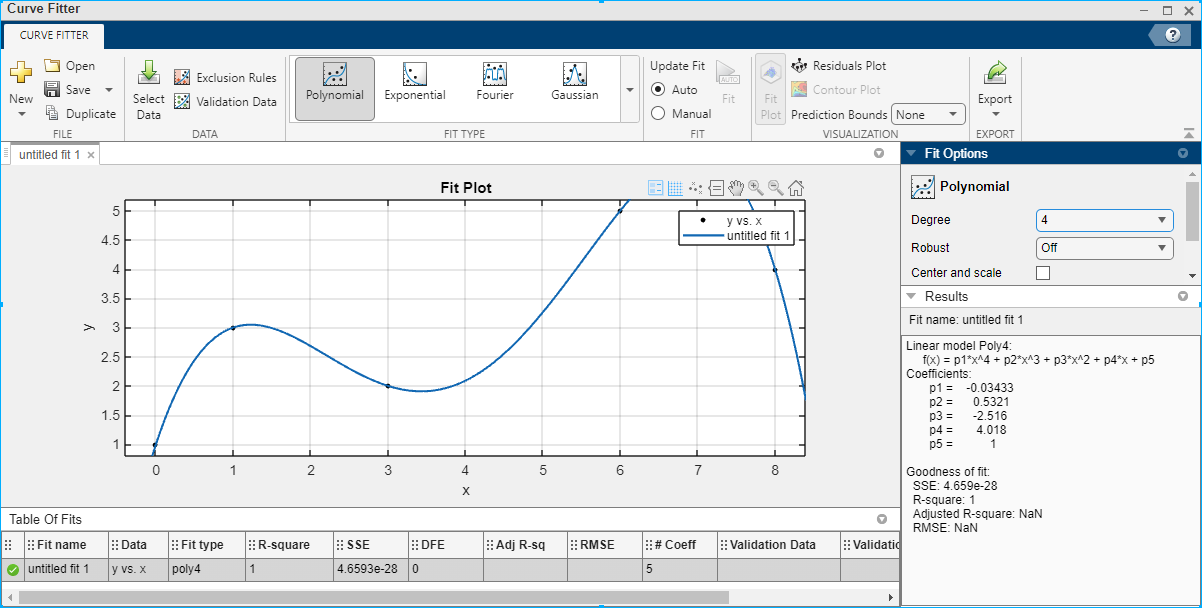 Curve Fitter
CURVE FITTER
New
Open
Save
Duplicate
FILE
Select Data
Exclusion Rules
Validation Data
DATA
Polynomial
Exponential
Fourier
Gaussian
FIT TYPE
Update Fit
Auto
Manual
AUTO
Fit
FIT
Fit Plot
Residuals Plot
Contour Plot
Prediction Bounds None
VISUALIZATION
Export
EXPORT
untitled fit 1
Fit Plot
y vs. x
untitled fit 1
5
4.5
4
3.5
3
2.5
2
1.5
1
y
0 1 2 3 4 5 6 7 8
x
Table Of Fits
Fit name Data Fit type R-square SSE DFE Adj R-sq RMSE # Coeff Validation Data Validatio
untitled fit 1 y vs. x poly4 1 4.6593e-28 0 5
Fit Options
Polynomial
Degree 4
Robust Off
Center and scale
Results
Fit name: untitled fit 1
Linear model Poly4:
f(x) = p1*x^4 + p2*x^3 + p3*x^2 + p4*x + p5
Coefficients:
p1 = -0.03433
p2 = 0.5321
p3 = -2.516
p4 = 4.018
p5 = 1
Goodness of fit:
SSE: 4.659e-28
R-square: 1
Adjusted R-square: NaN
RMSE: NaN